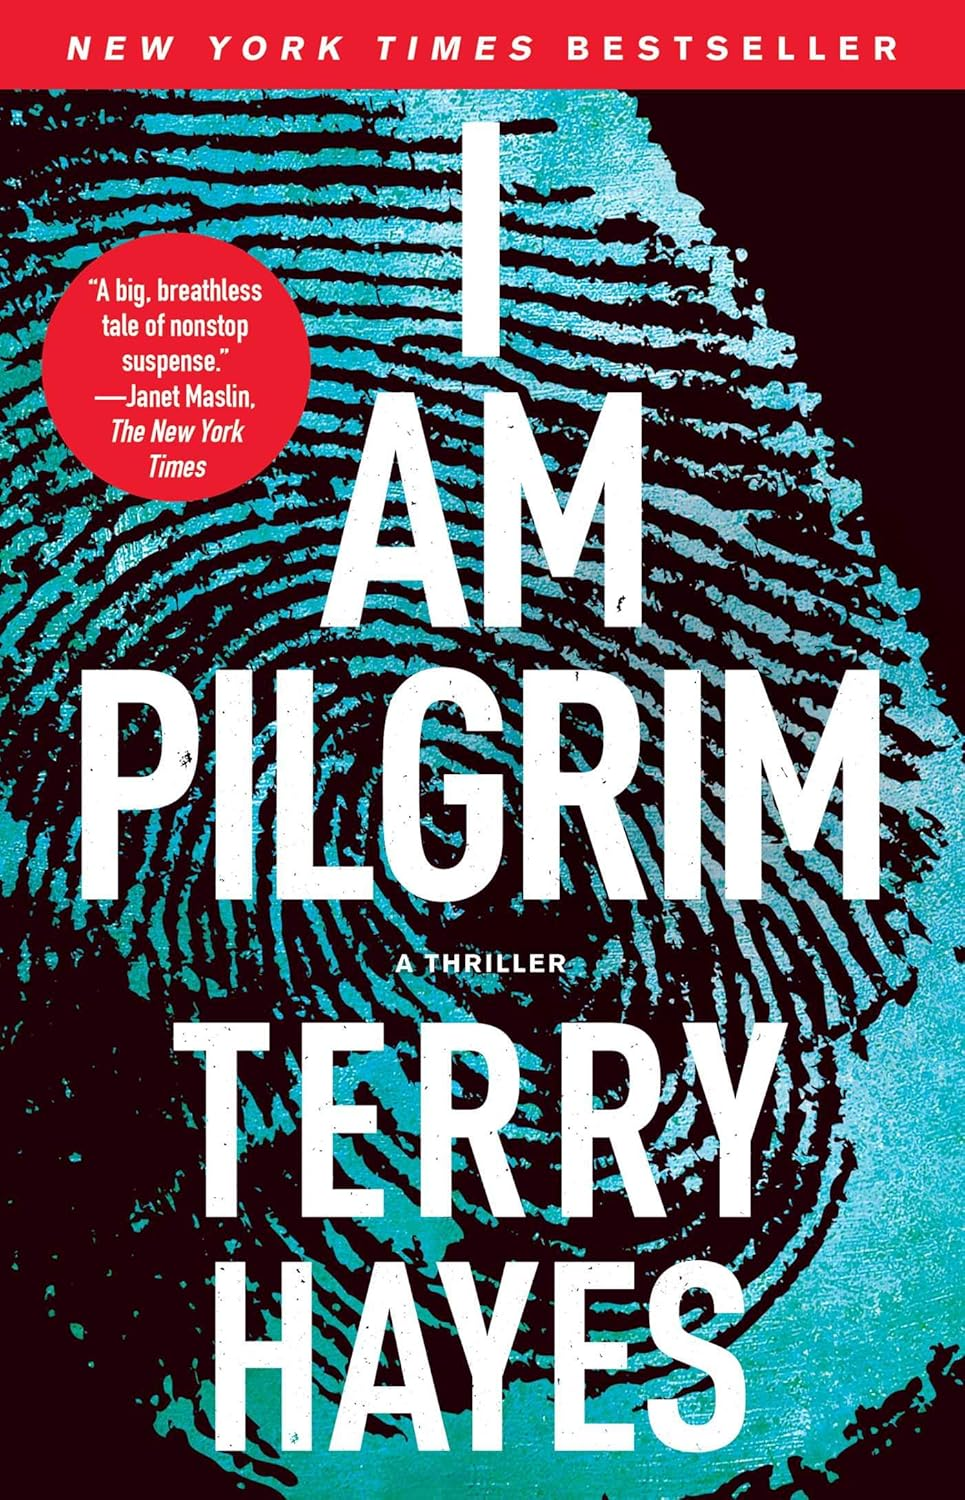 NEW YORK TIMES BESTSELLER
I
“A big, breathless
tale of nonstop
suspense.”
—Janet Maslin,
The New York
Times
AM
PILGRIM
A THRILLER
TERRY
HAYES